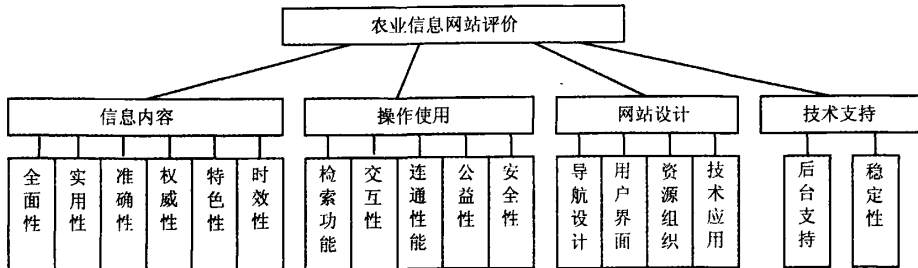 农业信息网站评价
信息内容
操作使用
网站设计
技术支持
全面性
实用性
准确性
权威性
特色性
时效性
检索功能
交互性
连通性能
公益性
安全性
导航设计
用户界面
资源组织
技术应用
后台支持
稳定性